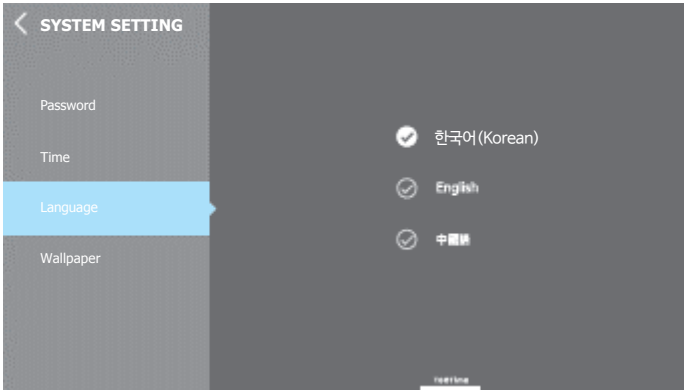 SYSTEM SETTING
Password
Time
Language
Wallpaper
한국어(Korean)
English